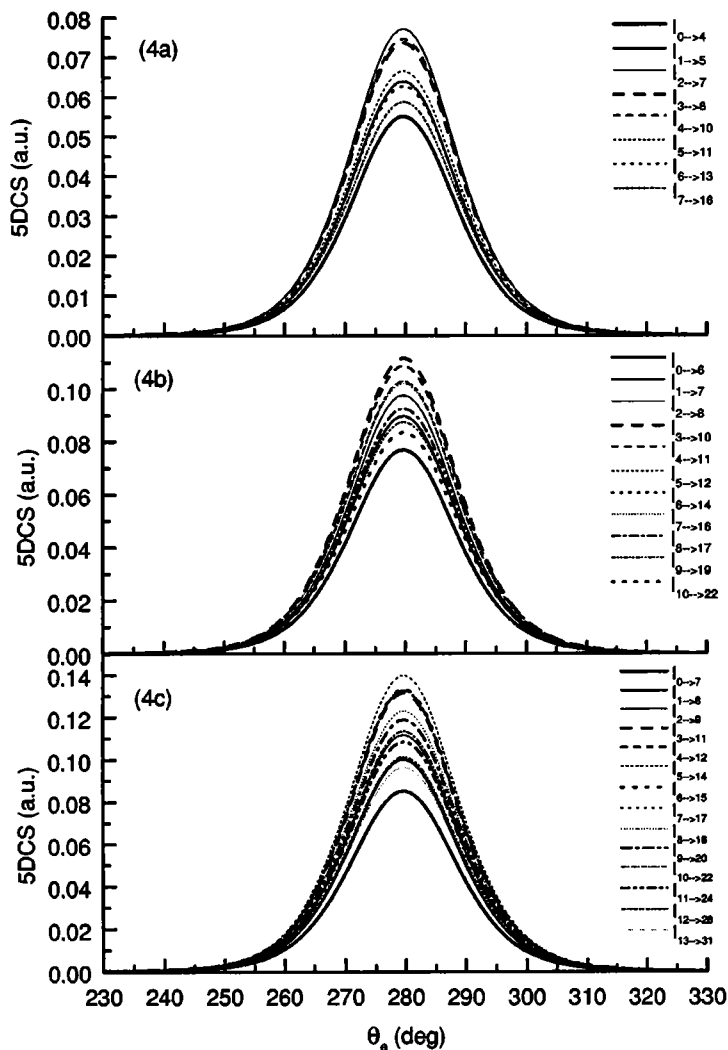 (4a)
5DCS (a.u.)
0.08
0.07
0.06
0.05
0.04
0.03
0.02
0.01
0.00
I 0-->4
I 1-->5
I 2-->7
I 3-->8
I 4-->10
I 5-->11
I 6-->13
I 7-->16
(4b)
5DCS (a.u.)
0.10
0.08
0.06
0.04
0.02
0.00
I 0-->6
I 1-->7
I 2-->8
I 3-->10
I 4-->11
I 5-->12
I 6-->14
I 7-->16
I 8-->17
I 9-->19
I 10-->22
(4c)
5DCS (a.u.)
0.14
0.12
0.10
0.08
0.06
0.04
0.02
0.00
I 0-->7
I 1-->8
I 2-->9
I 3-->11
I 4-->12
I 5-->14
I 6-->15
I 7-->17
I 8-->18
I 9-->20
I 10-->22
I 11-->24
I 12-->28
I 13-->31
230 240 250 260 270 280 290 300 310 320 330
θe (deg)